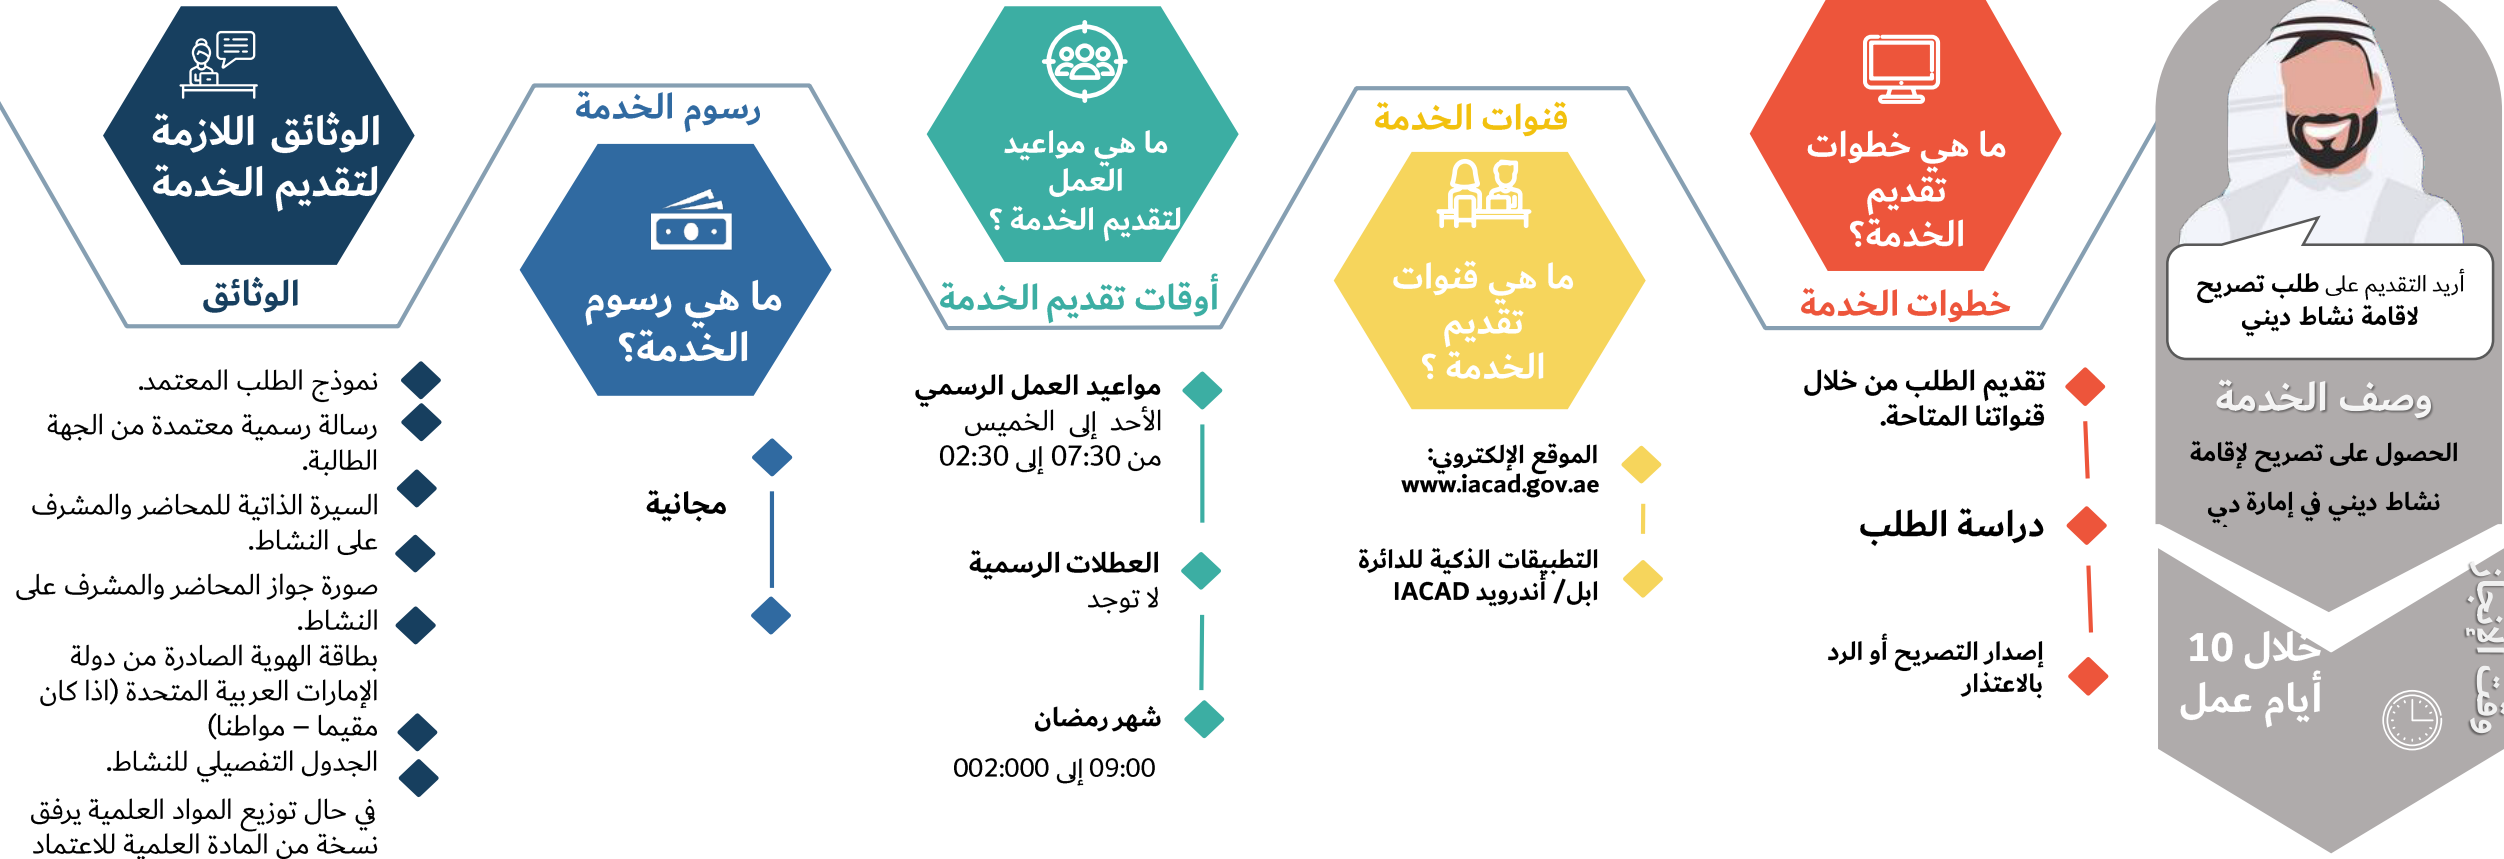 أريد التقديم على طلب تصريح
لاقامة نشاط ديني
وصف الخدمة
الحصول على تصريح لإقامة
نشاط ديني في إمارة دبي
وقت الإنجاز
خلال 10
أيام عمل
ما هي خطوات
تقديم
الخدمة؟
خطوات الخدمة
تقديم الطلب من خلال
قنواتنا المتاحة.
دراسة الطلب
إصدار التصريح أو الرد
بالاعتذار
قنوات الخدمة
ما هي قنوات
تقديم
الخدمة ؟
الموقع الإلكتروني:
www.iacad.gov.ae
التطبيقات الذكية للدائرة
ابل/ أندرويد IACAD
ما هي مواعيد
العمل
لتقديم الخدمة ؟
أوقات تقديم الخدمة
مواعيد العمل الرسمي
الأحد إلى الخميس
من 07:30 إلى 02:30
العطلات الرسمية
لا توجد
شهر رمضان
09:00 إلى 002:000
رسوم الخدمة
ما هي رسوم
الخدمة؟
مجانية
الوثائق اللازمة
لتقديم الخدمة
الوثائق
نموذج الطلب المعتمد.
رسالة رسمية معتمدة من الجهة
الطالبة.
السيرة الذاتية للمحاضر والمشرف
على النشاط.
صورة جواز المحاضر والمشرف على
النشاط.
بطاقة الهوية الصادرة من دولة
الإمارات العربية المتحدة (اذا كان
مقيما – مواطنا)
الجدول التفصيلي للنشاط.
في حال توزيع المواد العلمية يرفق
نسخة من المادة العلمية للاعتماد